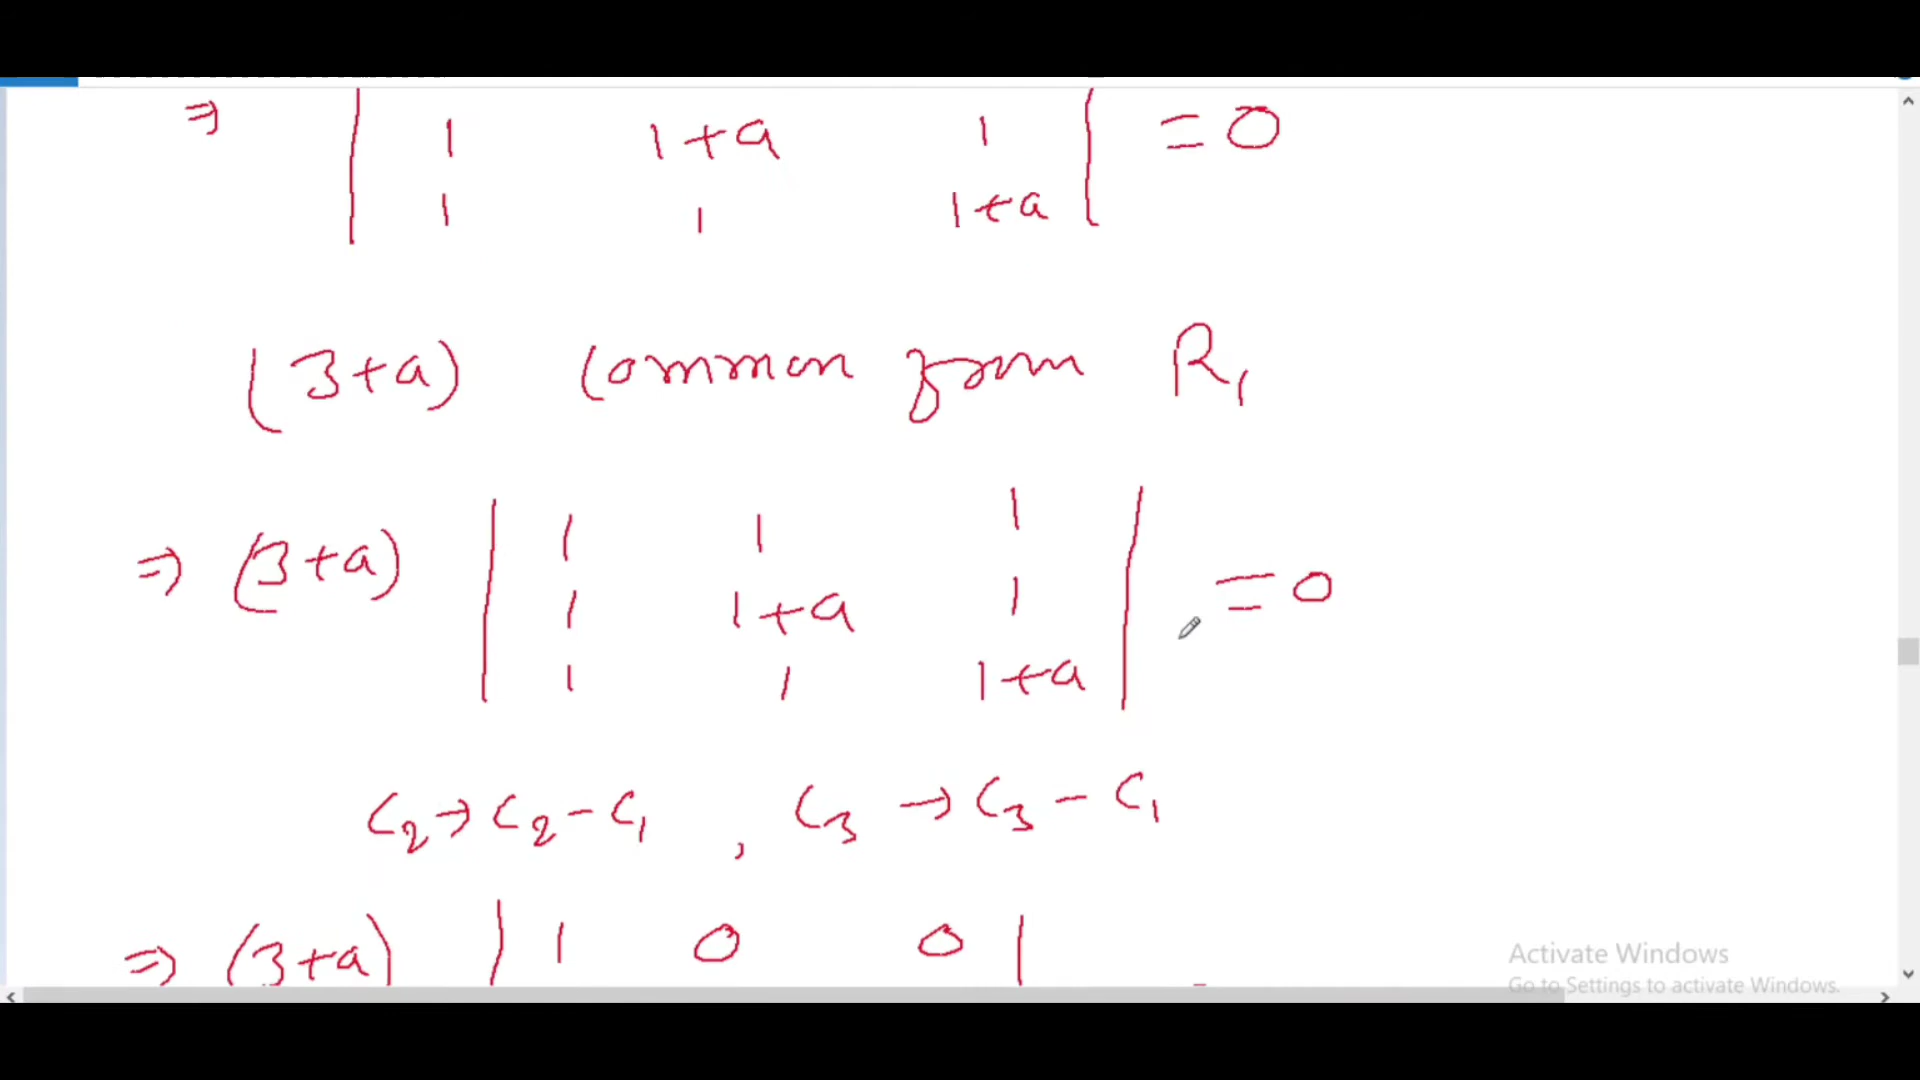 ⇒ | 1 1+a 1 | = 0
| 1 1 1+a |
(3+a) common from R₁
| 1 1 1 |
⇒ (3+a) | 1 1+a 1 | = 0
| 1 1 1+a |
C₂→C₂-C₁ , C₃→C₃-C₁
⇒ (3+a) | 1 0 0 |
Activate Windows
Go to Settings to activate Windows.